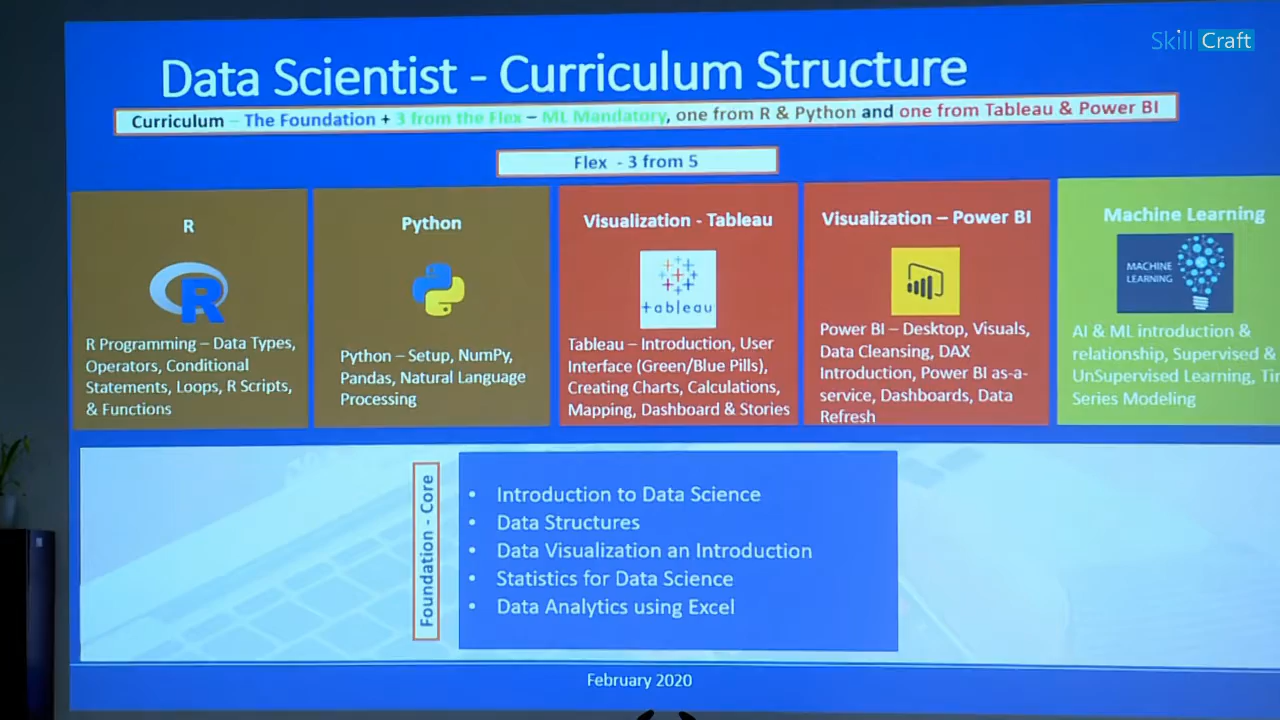 Skill Craft
Data Scientist - Curriculum Structure
Curriculum – The Foundation + 3 from the Flex – ML Mandatory, one from R & Python and one from Tableau & Power BI
Flex - 3 from 5
R
R Programming – Data Types,
Operators, Conditional
Statements, Loops, R Scripts,
& Functions
Python
Python – Setup, NumPy,
Pandas, Natural Language
Processing
Visualization - Tableau
+ableau
Tableau – Introduction, User
Interface (Green/Blue Pills),
Creating Charts, Calculations,
Mapping, Dashboard & Stories
Visualization – Power BI
Power BI – Desktop, Visuals,
Data Cleansing, DAX
Introduction, Power BI as-a-
service, Dashboards, Data
Refresh
Machine Learning
MACHINE
LEARNING
AI & ML introduction &
relationship, Supervised &
UnSupervised Learning, Ti
Series Modeling
Foundation - Core
• Introduction to Data Science
• Data Structures
• Data Visualization an Introduction
• Statistics for Data Science
• Data Analytics using Excel
February 2020